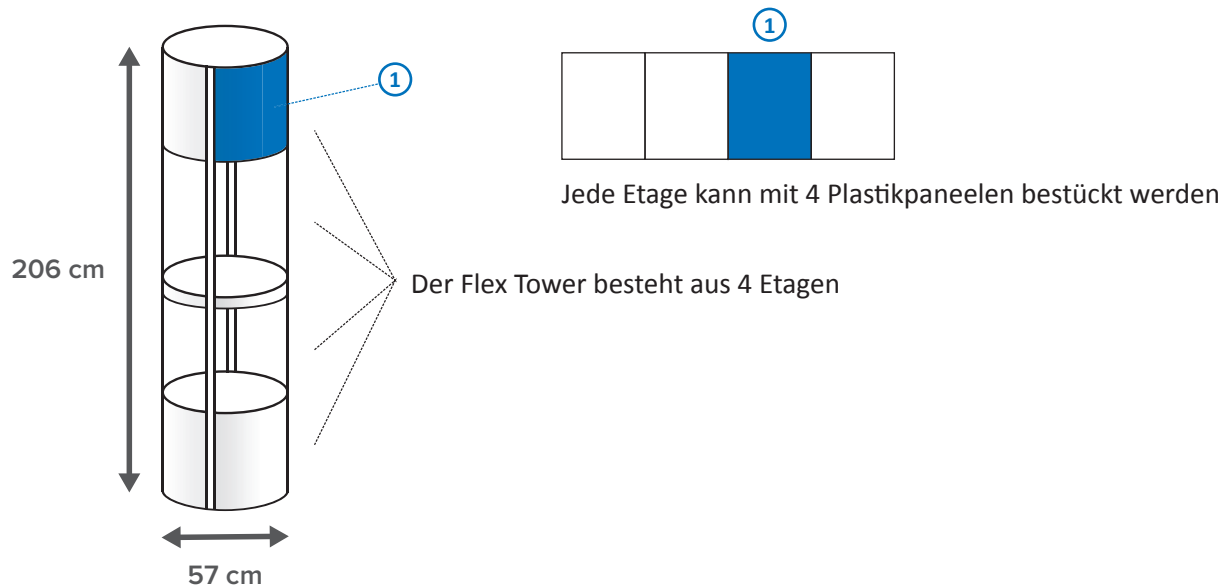 1
1
Jede Etage kann mit 4 Plastikpaneelen bestückt werden
206 cm
Der Flex Tower besteht aus 4 Etagen
57 cm